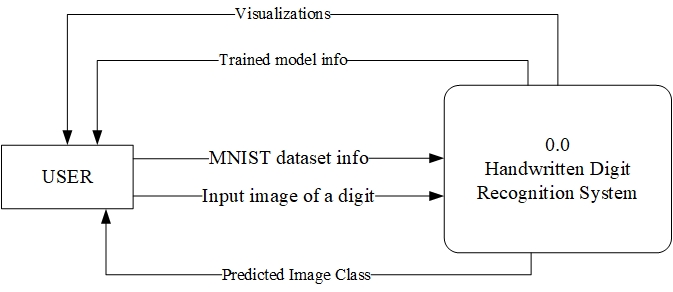 Visualizations
Trained model info
MNIST dataset info
Input image of a digit
USER
0.0
Handwritten Digit
Recognition System
Predicted Image Class